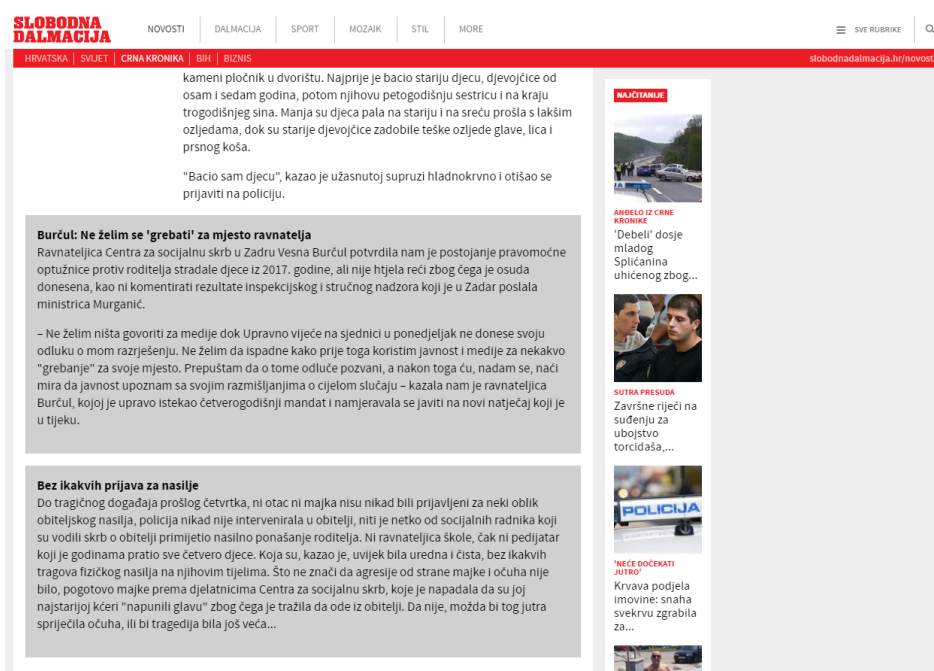 SLOBODNA
DALMACIJA
NOVOSTI
DALMACIJA
SPORT
MOZAIK
STIL
MORE
SVE RUBRIKE
HRVATSKA
SVIJET
CRNA KRONIKA
BIH
BIZNIS
slobodnadalmacija.hr/novost
kameni pločnik u dvorištu. Najprije je bacio stariju djecu, djevojčice od
osam i sedam godina, potom njihovu petogodišnju sestricu i na kraju
trogodišnjeg sina. Manja su djeca pala na stariju i na sreću prošla s lakšim
ozljedama, dok su starije djevojčice zadobile teške ozljede glave, lica i
prsnog koša.
"Bacio sam djecu", kazao je užasnutoj supruzi hladnokrvno i otišao se
prijaviti na policiju.
Burčul: Ne želim se 'grebati' za mjesto ravnatelja
Ravnateljica Centra za socijalnu skrb u Zadru Vesna Burčul potvrdila nam je postojanje pravomoćne
optužnice protiv roditelja stradale djece iz 2017. godine, ali nije htjela reći zbog čega je osuda
donesena, kao ni komentirati rezultate inspekcijskog i stručnog nadzora koji je u Zadar poslala
ministrica Murganić.
– Ne želim ništa govoriti za medije dok Upravno vijeće na sjednici u ponedjeljak ne donese svoju
odluku o mom razrješenju. Ne želim da ispadne kako prije toga koristim javnost i medije za nekakvo
"grebanje" za svoje mjesto. Prepuštam da o tome odluče pozvani, a nakon toga ću, nadam se, naći
mira da javnost upoznam sa svojim razmišljanjima o cijelom slučaju – kazala nam je ravnateljica
Burčul, kojoj je upravo istekao četverogodišnji mandat i namjeravala se javiti na novi natječaj koji je
u tijeku.
Bez ikakvih prijava za nasilje
Do tragičnog događaja prošlog četvrtka, ni otac ni majka nisu nikad bili prijavljeni za neki oblik
obiteljskog nasilja, policija nikad nije intervenirala u obitelji, niti je netko od socijalnih radnika koji
su vodili skrb o obitelji primijetio nasilno ponašanje roditelja. Ni ravnateljica škole, čak ni pedijatar
koji je godinama pratio sve četvero djece. Koja su, kazao je, uvijek bila uredna i čista, bez ikakvih
tragova fizičkog nasilja na njihovim tijelima. Što ne znači da agresije od strane majke i očuha nije
bilo, pogotovo majke prema djelatnicima Centra za socijalnu skrb, koje je napadala da su joj
najstarijoj kćeri "napunili glavu" zbog čega je tražila da ode iz obitelji. Da nije, možda bi tog jutra
spriječila očuha, ili bi tragedija bila još veća...
NAJČITANIJE
ANĐELO IZ CRNE
KRONIKE
'Debeli' dosje
mladog
Splićanina
uhićenog zbog...
SUTRA PRESUDA
Završne riječi na
suđenju za
ubojstvo
torcidaša,...
POLICIJA
'NEĆE DOČEKATI
JUTRO'
Krvava podjela
imovine: snaha
svekrvu zgrabila
za...